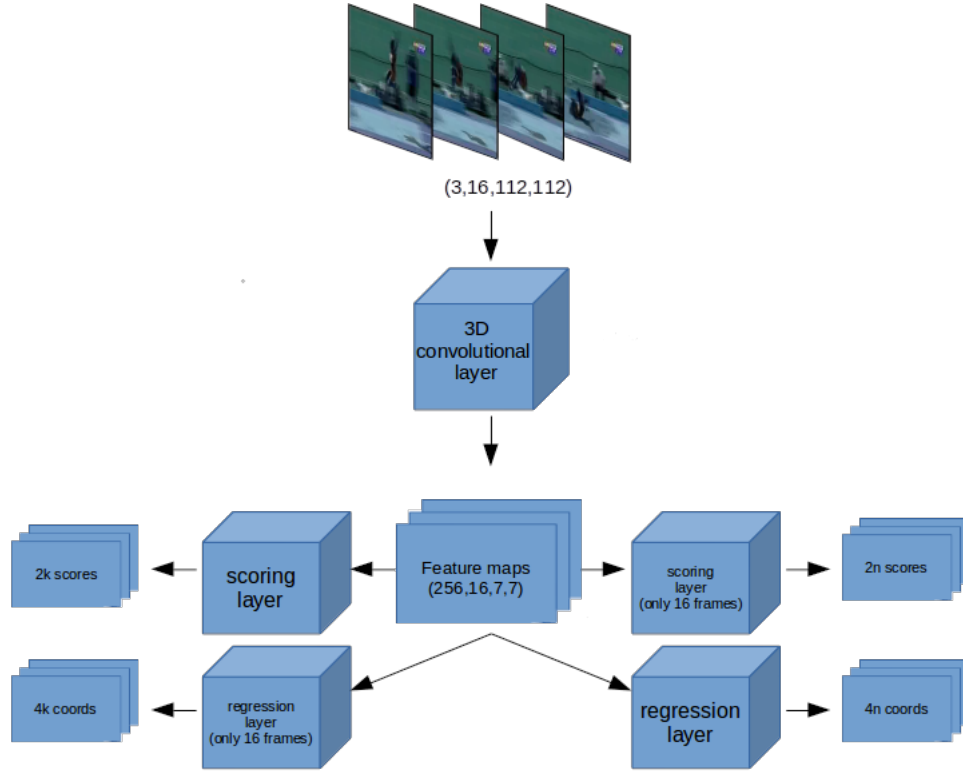 (3,16,112,112)
3D
convolutional
layer
Feature maps
(256,16,7,7)
2k scores
scoring
layer
scoring
layer
(only 16 frames)
2n scores
4k coords
regression
layer
(only 16 frames)
regression
layer
4n coords